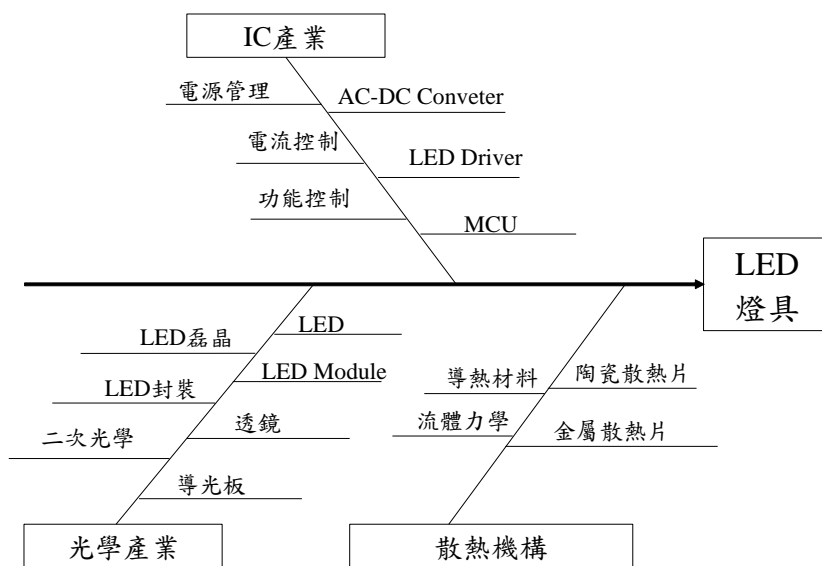 IC產業
電源管理
AC-DC Conveter
電流控制
LED Driver
功能控制
MCU
LED
燈具
LED磊晶
LED
LED封裝
LED Module
二次光學
透鏡
導光板
導熱材料
陶瓷散熱片
流體力學
金屬散熱片
光學產業
散熱機構